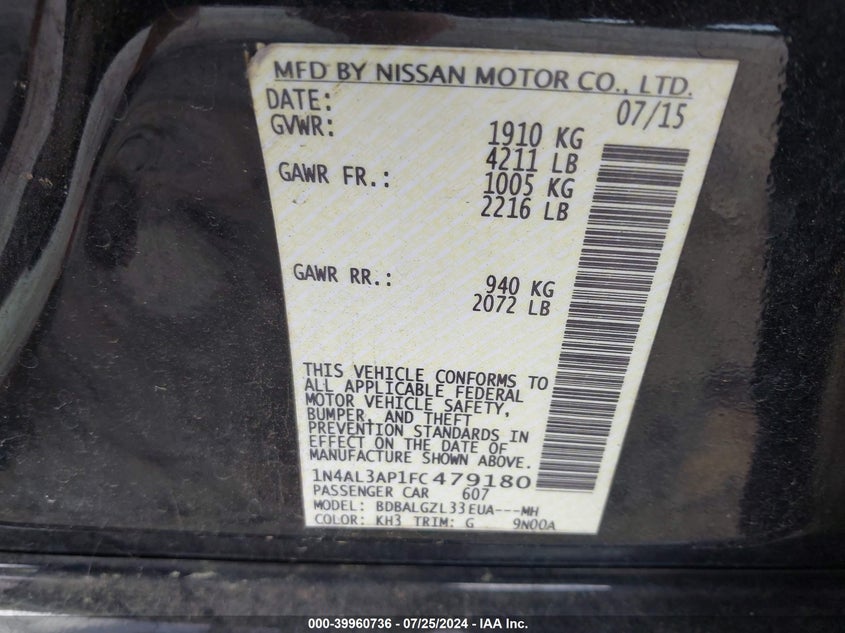 MFD BY NISSAN MOTOR CO., LTD.
DATE: 07/15
GVWR: 1910 KG
4211 LB
GAWR FR.: 1005 KG
2216 LB
GAWR RR.: 940 KG
2072 LB
THIS VEHICLE CONFORMS TO
ALL APPLICABLE FEDERAL
MOTOR VEHICLE SAFETY,
BUMPER, AND THEFT
PREVENTION STANDARDS IN
EFFECT ON THE DATE OF
MANUFACTURE SHOWN ABOVE.
1N4AL3AP1FC479180
PASSENGER CAR 607
MODEL: BDBALGZL33EUA---MH
COLOR: KH3 TRIM: G 9N00A
000-39960736 - 07/25/2024 - IAA Inc.